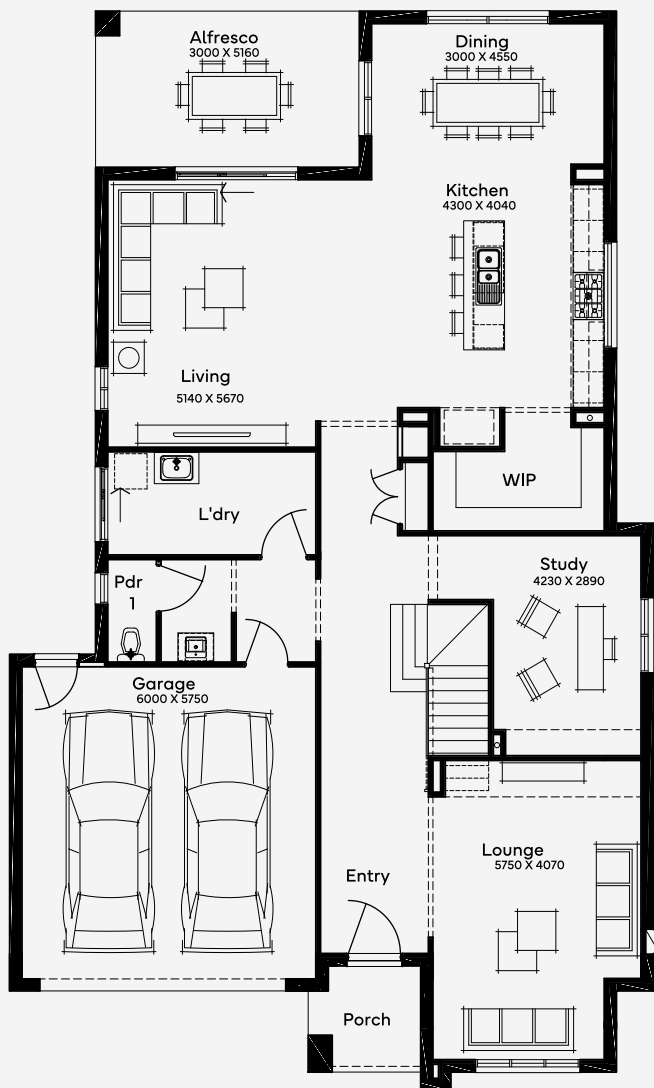 Alfresco
3000 X 5160
Dining
3000 X 4550
Kitchen
4300 X 4040
Living
5140 X 5670
WIP
L'dry
Study
4230 X 2890
Pdr
1
Garage
6000 X 5750
Lounge
5750 X 4070
Entry
Porch